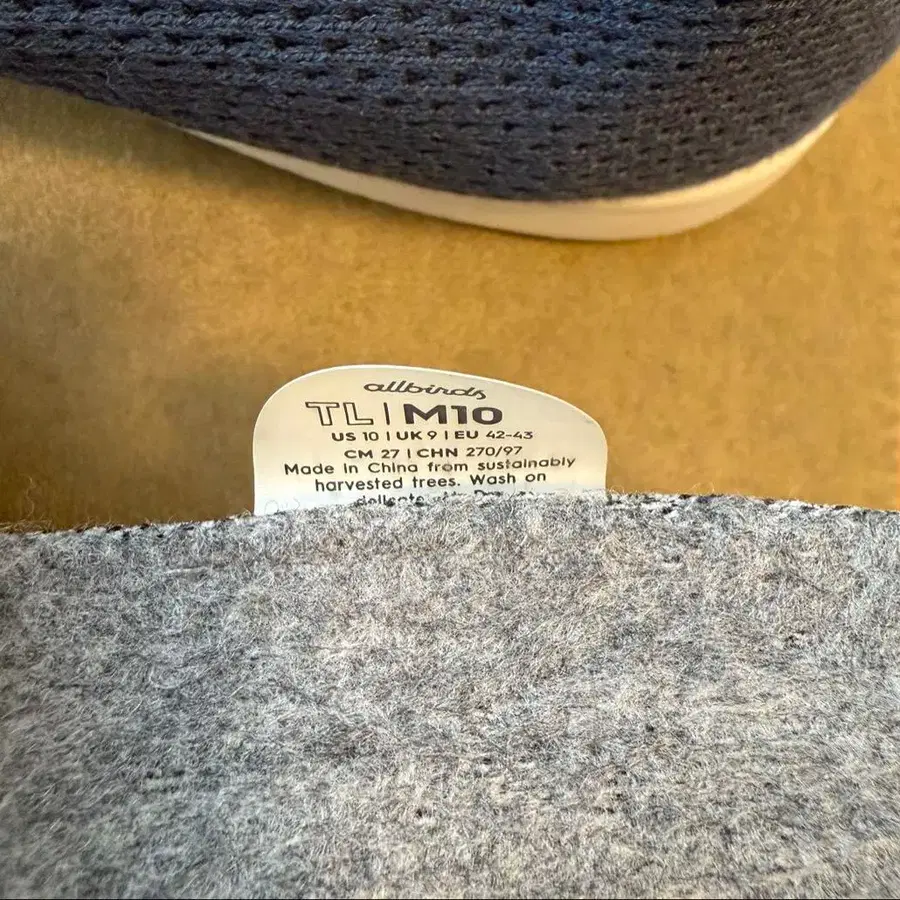 allbirds
TL | M10
US 10 | UK 9 | EU 42-43
CM 27 | CHN 270/97
Made in China from sustainably
harvested trees. Wash on
delicate